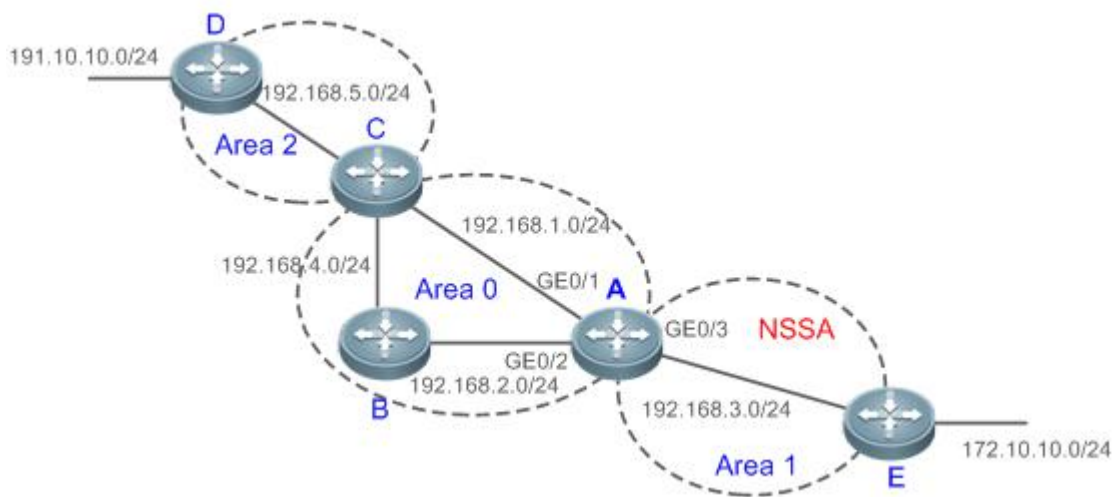 D
191.10.10.0/24
192.168.5.0/24
Area 2
C
192.168.1.0/24
192.168.4.0/24
GE0/1
Area 0
A
GE0/3
NSSA
GE0/2
192.168.2.0/24
B
192.168.3.0/24
172.10.10.0/24
Area 1
E